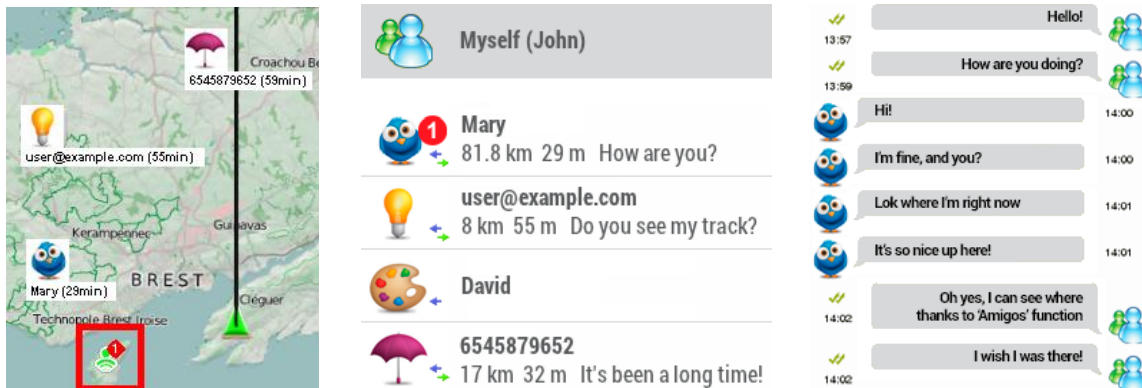 Croachou Be
6545879652 (59min)
user@example.com (55min)
Kerampennec
Guipavas
Mary (29min)
BREST
Cléguer
Technopole Brest Iroise
1
Myself (John)
1
Mary
81.8 km 29 m How are you?
user@example.com
8 km 55 m Do you see my track?
David
6545879652
17 km 32 m It's been a long time!
Hello!
13:57
How are you doing?
13:59
Hi!
14:00
I'm fine, and you?
14:00
Lok where I'm right now
14:01
It's so nice up here!
14:01
Oh yes, I can see where
thanks to 'Amigos' function
14:02
I wish I was there!
14:02